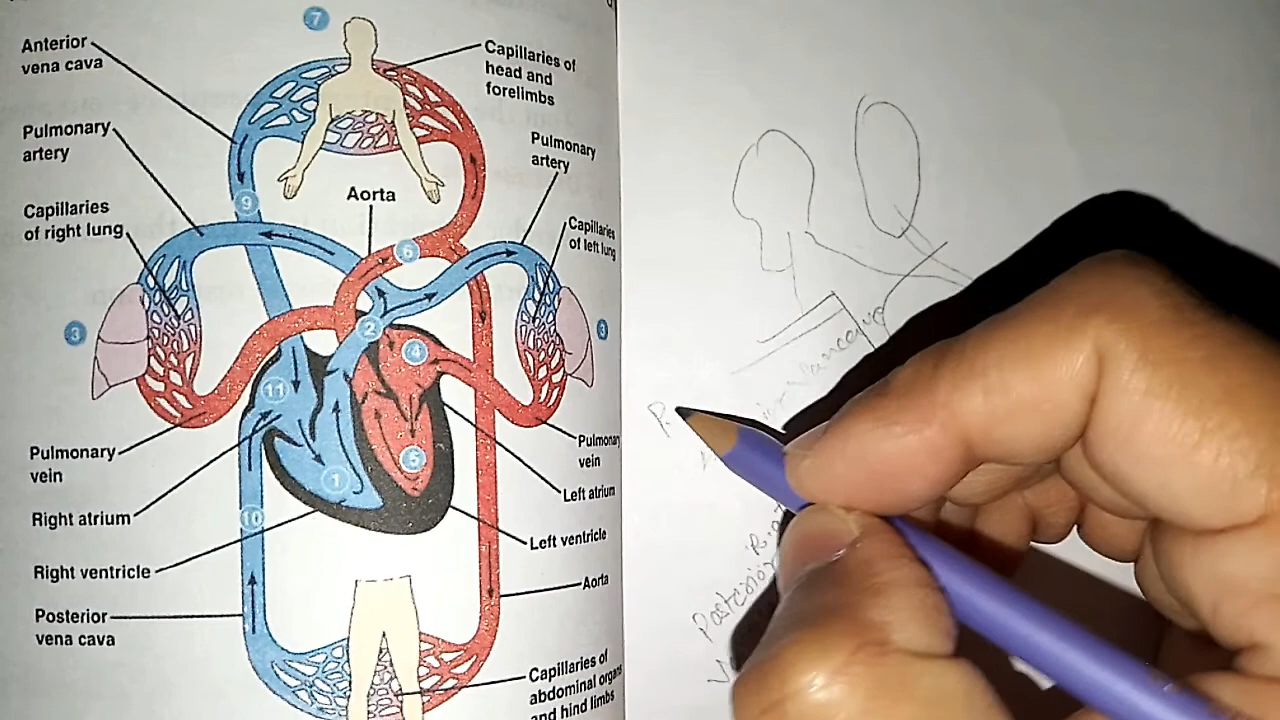 7
Anterior
vena cava
Capillaries of
head and
forelimbs
Pulmonary
artery
Pulmonary
artery
Aorta
Capillaries
of right lung
9
Capillaries
of left lung
6
3
2
3
4
11
Pulmonary
vein
Pulmonary
vein
5
1
Left atrium
Right atrium
10
Left ventricle
Right ventricle
Aorta
Posterior
vena cava
Capillaries of
abdominal organs
and hind limbs
R
Posterior